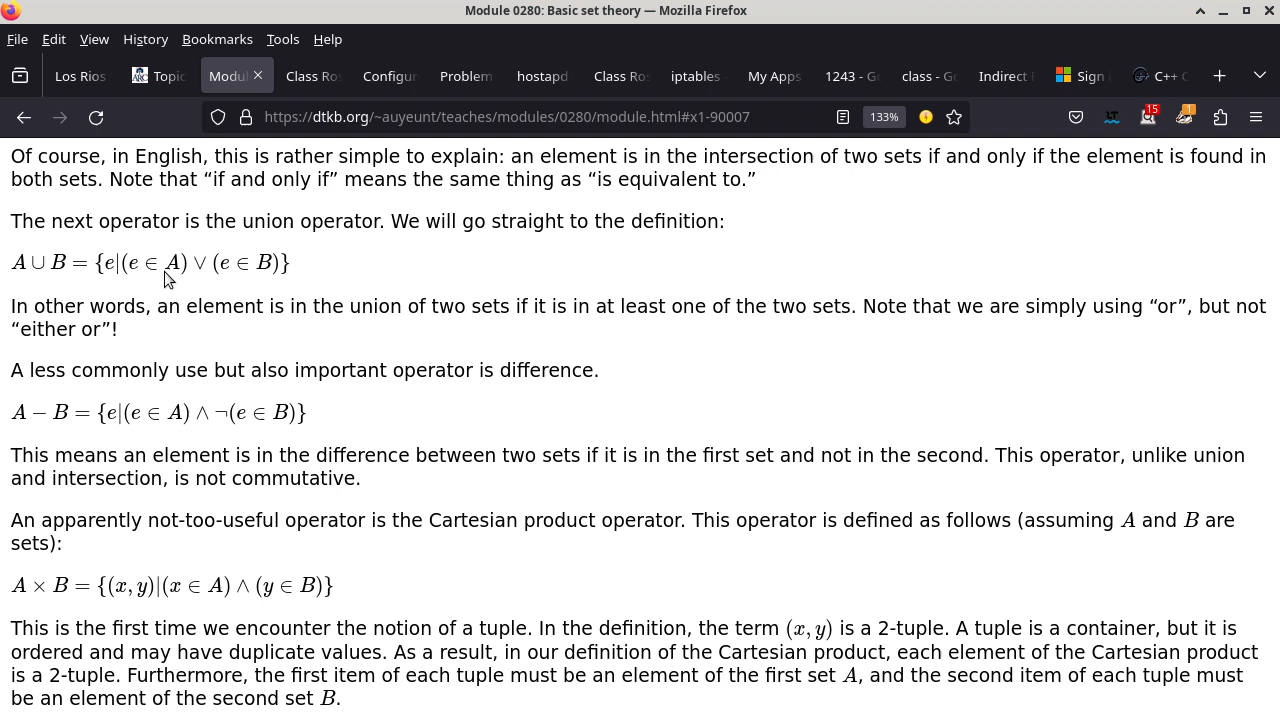 Module 0280: Basic set theory — Mozilla Firefox
File Edit View History Bookmarks Tools Help
Los Rios Topic Modul Class Ro Configur Problem hostapd Class Ro iptables My Apps 1243 - Go class - Go Indirect Sign i C++ C
https://dtkb.org/~auyeunt/teaches/modules/0280/module.html#x1-90007 133% 15 1
Of course, in English, this is rather simple to explain: an element is in the intersection of two sets if and only if the element is found in
both sets. Note that “if and only if” means the same thing as “is equivalent to.”
The next operator is the union operator. We will go straight to the definition:
A ∪ B = {e|(e ∈ A) ∨ (e ∈ B)}
In other words, an element is in the union of two sets if it is in at least one of the two sets. Note that we are simply using “or”, but not
“either or”!
A less commonly use but also important operator is difference.
A − B = {e|(e ∈ A) ∧ ¬(e ∈ B)}
This means an element is in the difference between two sets if it is in the first set and not in the second. This operator, unlike union
and intersection, is not commutative.
An apparently not-too-useful operator is the Cartesian product operator. This operator is defined as follows (assuming A and B are
sets):
A × B = {(x, y)|(x ∈ A) ∧ (y ∈ B)}
This is the first time we encounter the notion of a tuple. In the definition, the term (x, y) is a 2-tuple. A tuple is a container, but it is
ordered and may have duplicate values. As a result, in our definition of the Cartesian product, each element of the Cartesian product
is a 2-tuple. Furthermore, the first item of each tuple must be an element of the first set A, and the second item of each tuple must
be an element of the second set B.